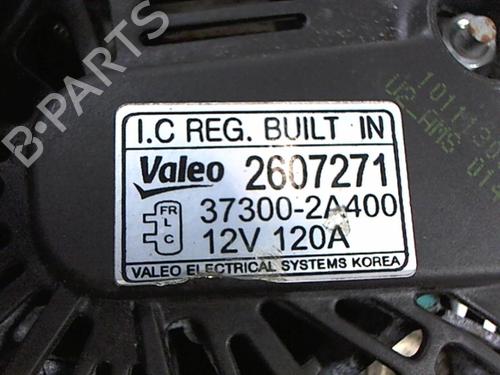 I.C REG. BUILT IN
Valeo 2607271
FR
L
C
37300-2A400
12V 120A
VALEO ELECTRICAL SYSTEMS KOREA
B-PARTS